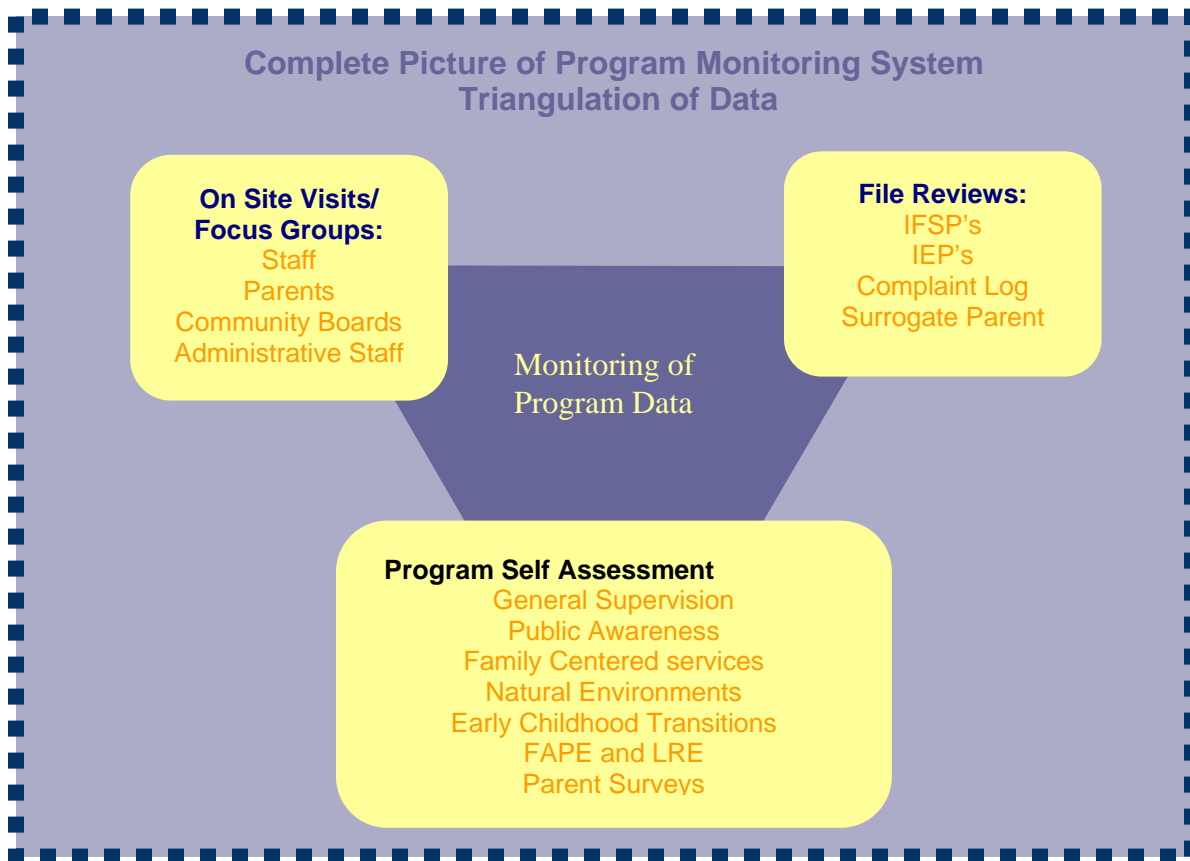 Complete Picture of Program Monitoring System
Triangulation of Data
On Site Visits/
Focus Groups:
Staff
Parents
Community Boards
Administrative Staff
File Reviews:
IFSP's
IEP's
Complaint Log
Surrogate Parent
Monitoring of
Program Data
Program Self Assessment
General Supervision
Public Awareness
Family Centered services
Natural Environments
Early Childhood Transitions
FAPE and LRE
Parent Surveys